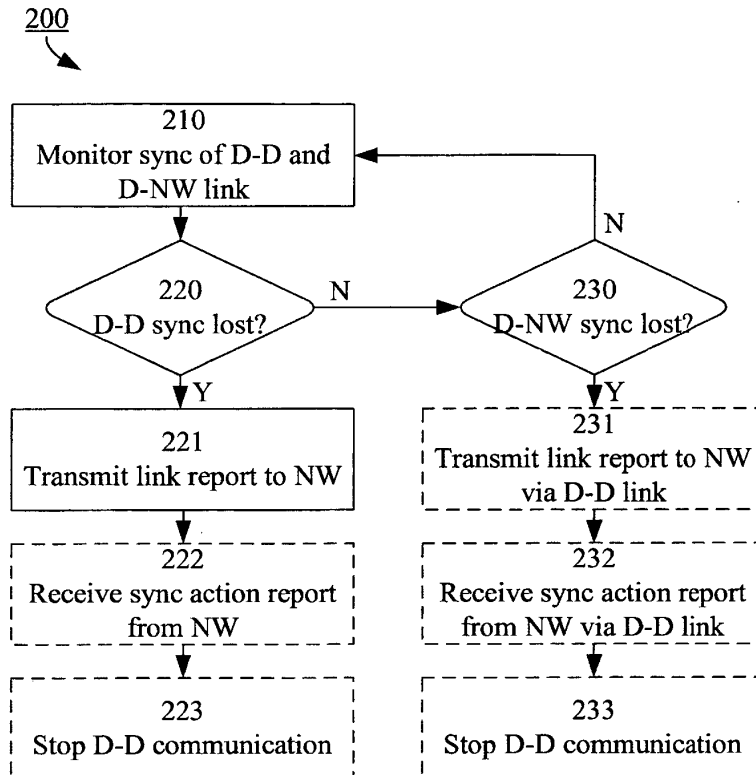 200
210
Monitor sync of D-D and
D-NW link
N
220
D-D sync lost?
N
230
D-NW sync lost?
Y
Y
221
Transmit link report to NW
231
Transmit link report to NW
via D-D link
222
Receive sync action report
from NW
232
Receive sync action report
from NW via D-D link
223
Stop D-D communication
233
Stop D-D communication